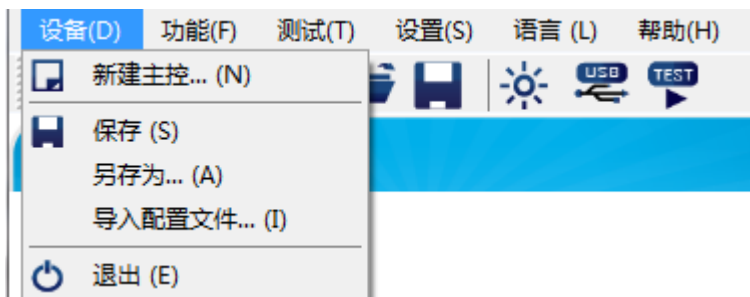 设备(D) 功能(F) 测试(T) 设置(S) 语言 (L) 帮助(H)
新建主控... (N)
USB TEST
保存 (S)
另存为... (A)
导入配置文件... (I)
退出 (E)